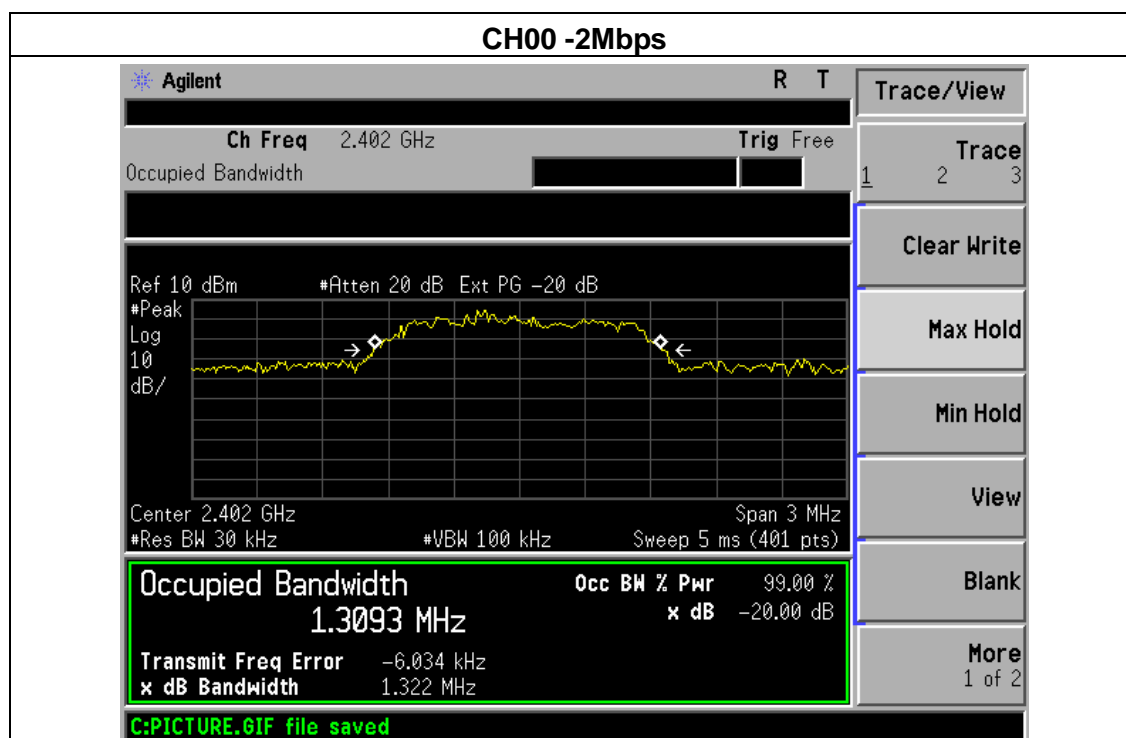 CH00 -2Mbps
Agilent R T
Trace/View
Ch Freq 2.402 GHz Trig Free
Occupied Bandwidth
Trace
1 2 3
Clear Write
Ref 10 dBm #Atten 20 dB Ext PG -20 dB
#Peak
Log
10
dB/
Max Hold
Min Hold
View
Center 2.402 GHz Span 3 MHz
#Res BW 30 kHz #VBW 100 kHz Sweep 5 ms (401 pts)
Occupied Bandwidth Occ BW % Pwr 99.00 %
1.3093 MHz x dB -20.00 dB
Blank
Transmit Freq Error -6.034 kHz
x dB Bandwidth 1.322 MHz
More
1 of 2
C:PICTURE.GIF file saved